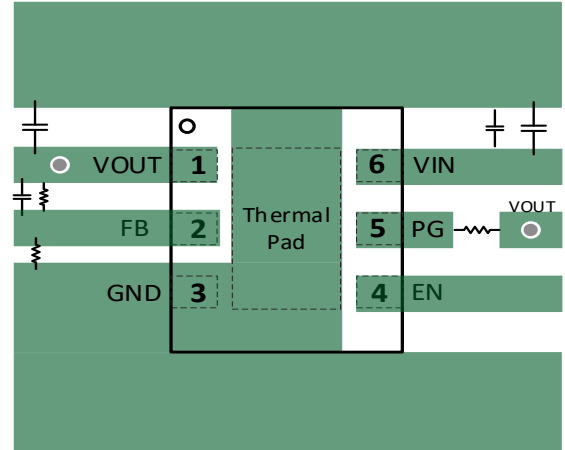 VOUT 1
6 VIN
FB 2
Thermal
Pad
5 PG
VOUT
GND 3
4 EN